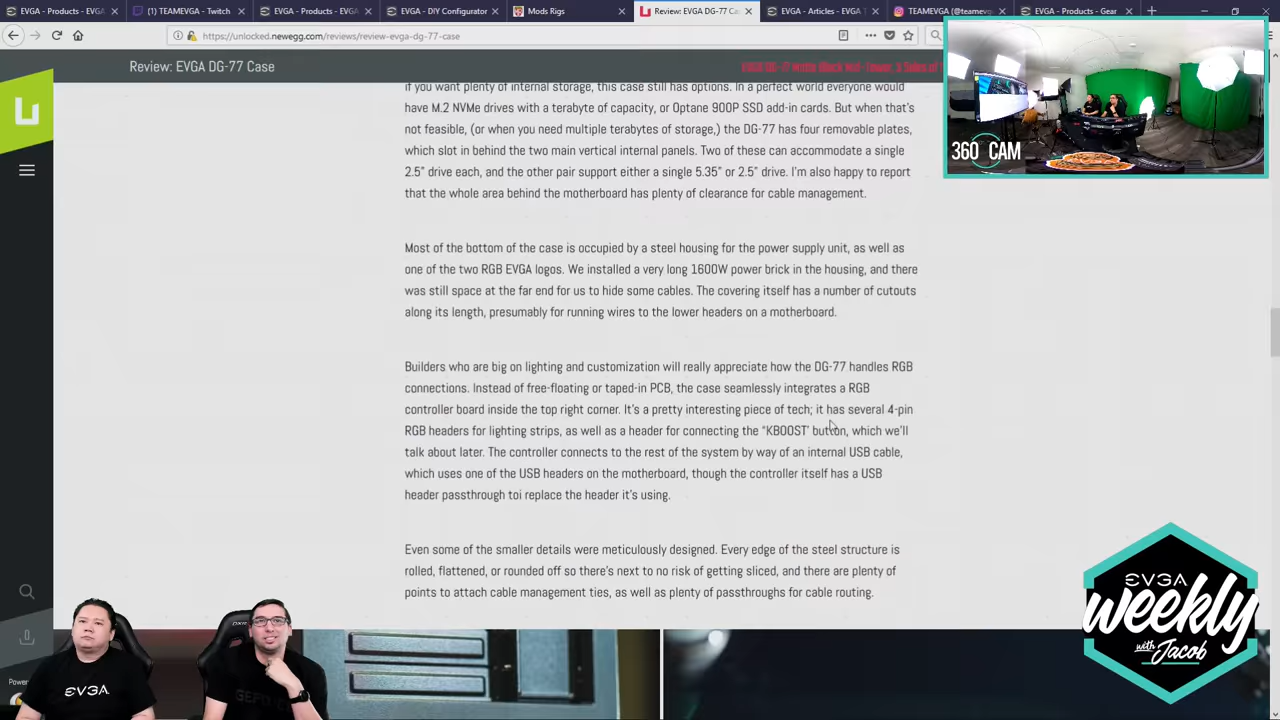 EVGA - Products - EV
TEAMEVGA - Twitch
EVGA - Products - EVGA
EVGA - DIY Configurator
Mods Rigs
Review: EVGA DG-77 Cas
EVGA - Articles - EVGA
TEAMEVGA (@teamevg
EVGA - Products - Gear
https://unlocked.newegg.com/reviews/review-evga-dg-77-case
Review: EVGA DG-77 Case
EVGA DG-77 Matte Black Mid-Tower, 3 Sides of
if you want plenty of internal storage, this case still has options. In a perfect world everyone would
have M.2 NVMe drives with a terabyte of capacity, or Optane 900P SSD add-in cards. But when that's
not feasible, (or when you need multiple terabytes of storage,) the DG-77 has four removable plates,
which slot in behind the two main vertical internal panels. Two of these can accommodate a single
2.5" drive each, and the other pair support either a single 5.35" or 2.5" drive. I'm also happy to report
that the whole area behind the motherboard has plenty of clearance for cable management.
Most of the bottom of the case is occupied by a steel housing for the power supply unit, as well as
one of the two RGB EVGA logos. We installed a very long 1600W power brick in the housing, and there
was still space at the far end for us to hide some cables. The covering itself has a number of cutouts
along its length, presumably for running wires to the lower headers on a motherboard.
Builders who are big on lighting and customization will really appreciate how the DG-77 handles RGB
connections. Instead of free-floating or taped-in PCB, the case seamlessly integrates a RGB
controller board inside the top right corner. It's a pretty interesting piece of tech; it has several 4-pin
RGB headers for lighting strips, as well as a header for connecting the "KBOOST' button, which we'll
talk about later. The controller connects to the rest of the system by way of an internal USB cable,
which uses one of the USB headers on the motherboard, though the controller itself has a USB
header passthrough toi replace the header it's using.
Even some of the smaller details were meticulously designed. Every edge of the steel structure is
rolled, flattened, or rounded off so there's next to no risk of getting sliced, and there are plenty of
points to attach cable management ties, as well as plenty of passthroughs for cable routing.
360 CAM
Powe
EVGA
EVGA
weekly
with
Jacob